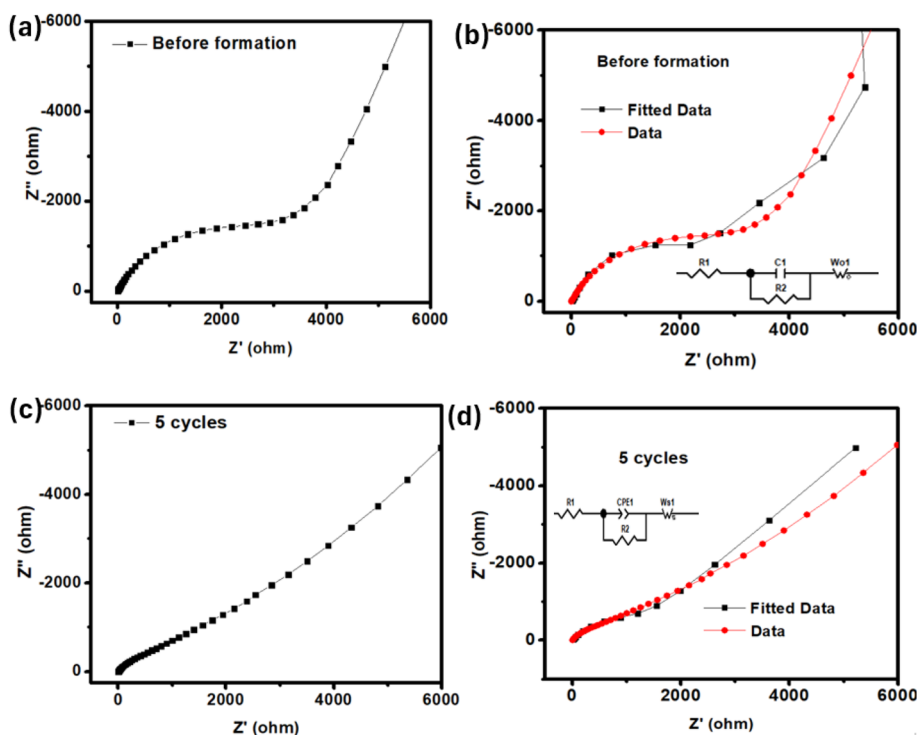 (a)
Before formation
Z'' (ohm)
-6000
-4000
-2000
0
0 2000 4000 6000
Z' (ohm)
(b)
Before formation
Fitted Data
Data
R1 C1 Wo1
R2
Z'' (ohm)
-6000
-4000
-2000
0
0 2000 4000 6000
Z' (ohm)
(c)
5 cycles
Z'' (ohm)
-6000
-4000
-2000
0
0 2000 4000 6000
Z' (ohm)
(d)
5 cycles
R1 CPE1 Ws1
R2
Fitted Data
Data
Z'' (ohm)
-6000
-4000
-2000
0
0 2000 4000 6000
Z' (ohm)